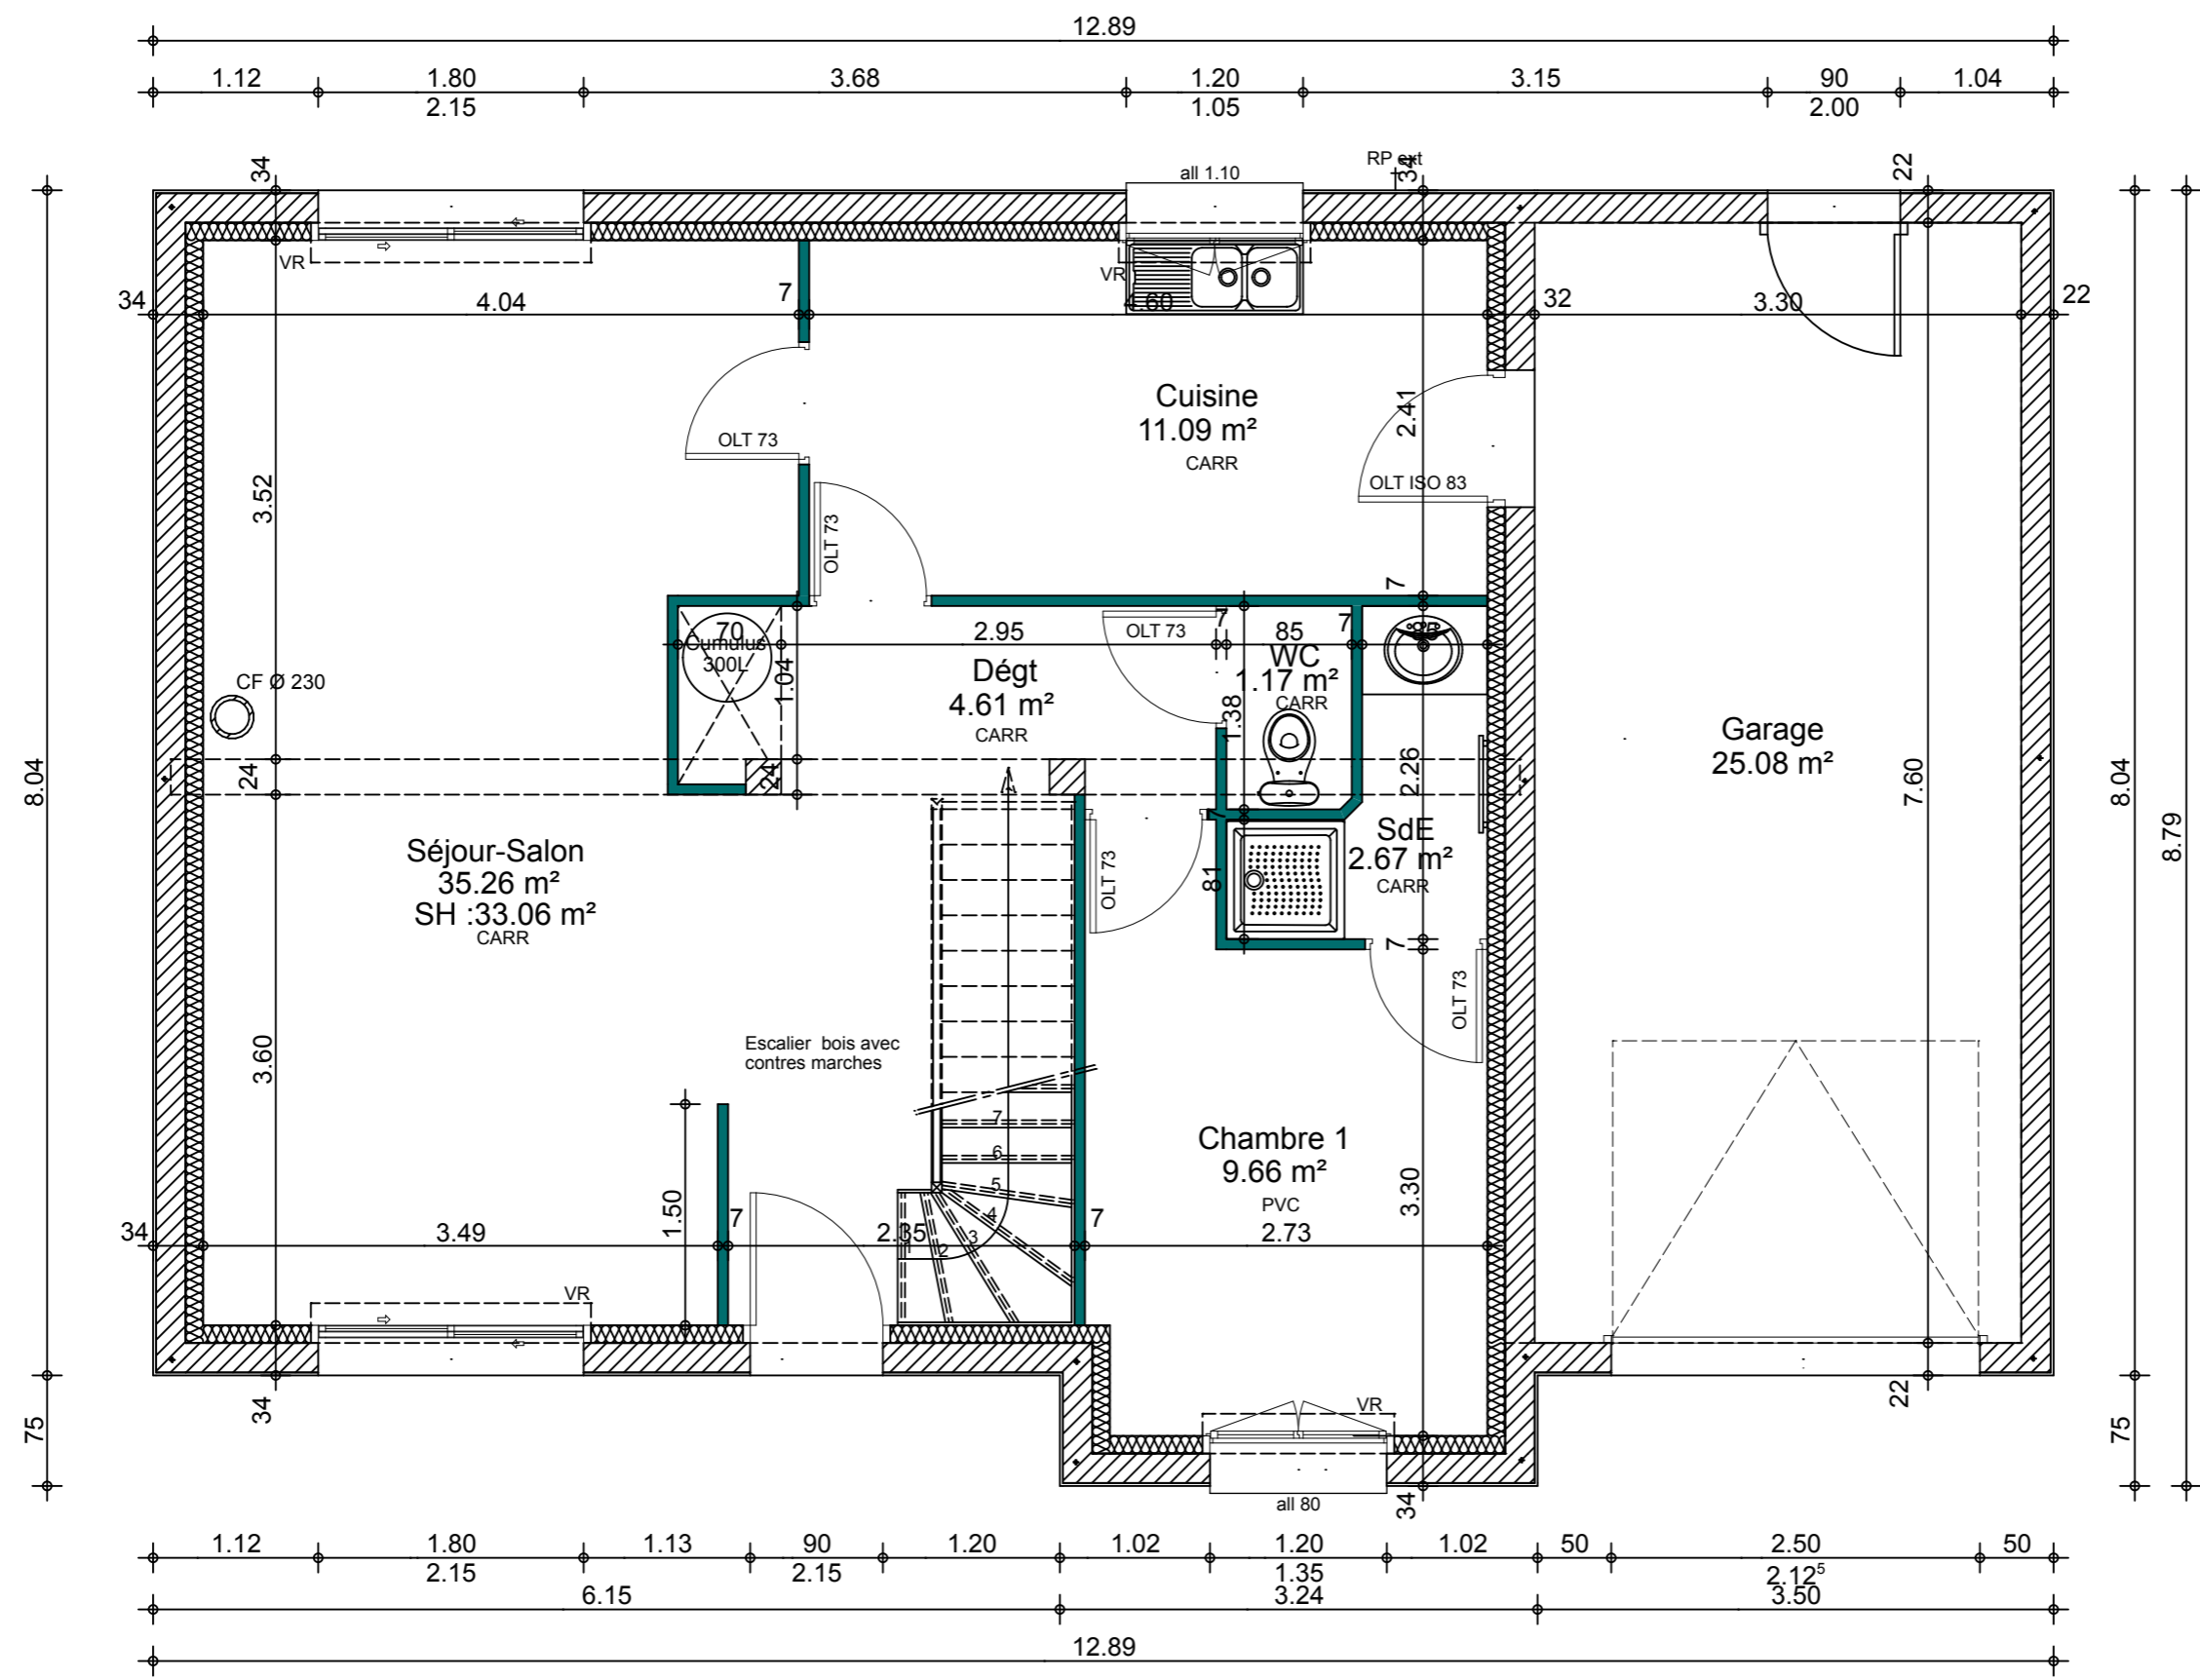 12.89
1.12 1.80 3.68 1.20 3.15 90 1.04
2.15 1.05 2.00
34 all 1.10 RP ext 34 22
VR VR
34 4.04 7 4.60 32 3.30 22
Cuisine
11.09 m²
CARR
2.41
OLT 73
OLT ISO 83
OLT 73
3.52
7
70 2.95 7 85 7 85
Cumulus
300L
1.04
OLT 73
Dégt
4.61 m²
CARR
WC
1.17 m²
CARR
1.38
CF Ø 230
24 24
2.26
Garage
25.08 m²
7.60
8.04 8.04
8.79
Séjour-Salon
35.26 m²
SH :33.06 m²
CARR
7
SdE
2.67 m²
CARR
OLT 73
81
7
OLT 73
3.60
Escalier bois avec
contres marches
7
6
5
4
3
2
1
Chambre 1
9.66 m²
PVC
3.30
1.50
34 3.49 7 2.35 7 2.73
VR
34 22
VR
75 75
all 80
34
1.12 1.80 1.13 90 1.20 1.02 1.20 1.02 50 2.50 50
2.15 2.15 1.35 2.12⁵
6.15 3.24 3.50
12.89